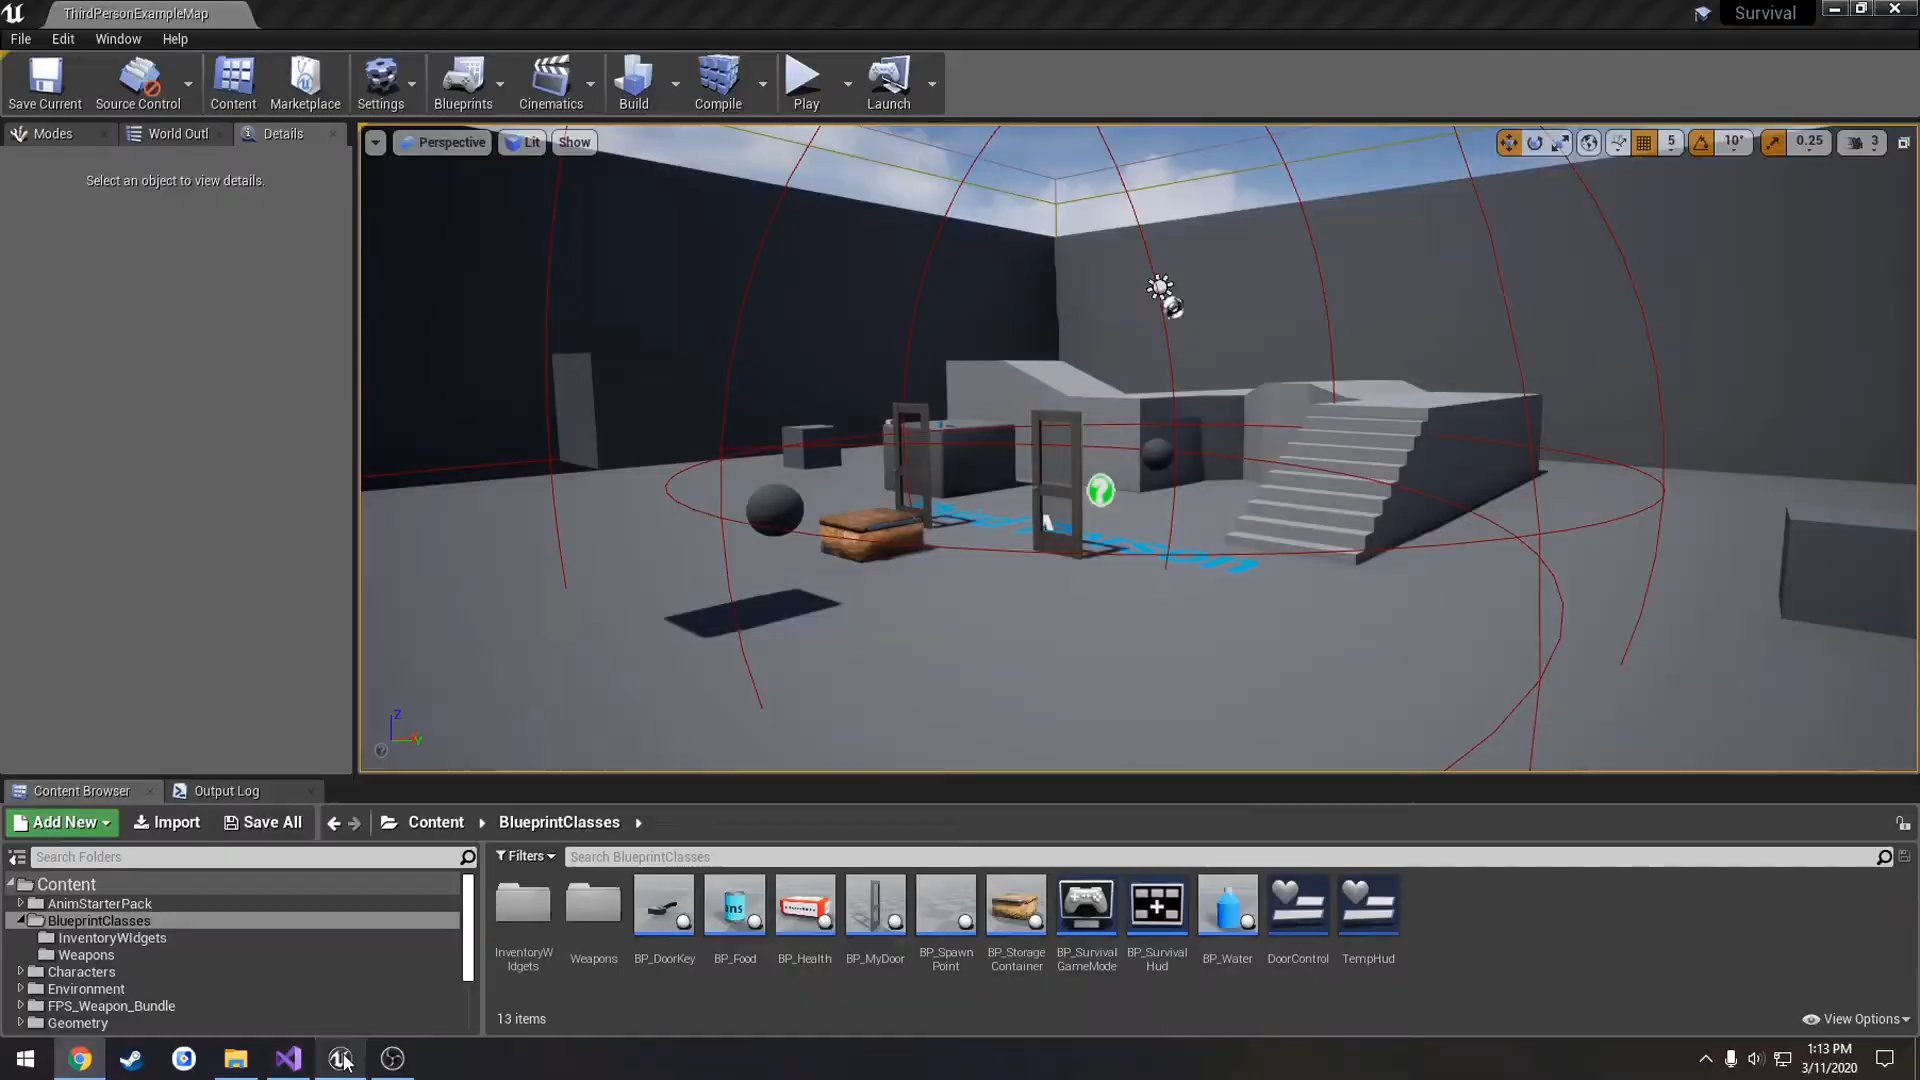 ThirdPersonExampleMap
Survival
File Edit Window Help
Save Current Source Control Content Marketplace Settings Blueprints Cinematics Build Compile Play Launch
Modes World Outl Details
Perspective Lit Show 5 10° 0.25 3
Select an object to view details.
Z
Y
Content Browser Output Log
Add New Import Save All Content BlueprintClasses
Search Folders Filters Search BlueprintClasses
Content
AnimStarterPack
BlueprintClasses
InventoryWIdgets
Weapons
Characters
Environment
FPS_Weapon_Bundle
Geometry
InventoryW
Idgets
Weapons
BP_DoorKey
BP_Food
BP_Health
BP_MyDoor
BP_Spawn
Point
BP_Storage
Container
BP_Survival
GameMode
BP_Survival
Hud
BP_Water
DoorControl
TempHud
13 items
View Options
1:13 PM
3/11/2020